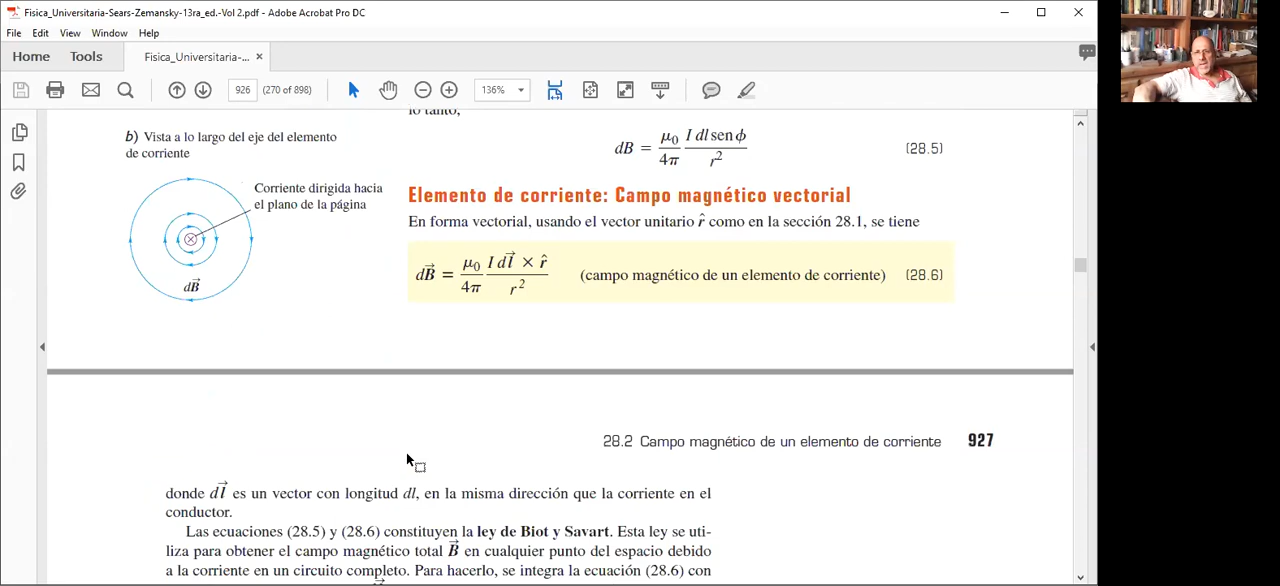 Fisica_Universitaria-Sears-Zemansky-13ra_ed.-Vol 2.pdf - Adobe Acrobat Pro DC
File Edit View Window Help
Home Tools Fisica_Universitaria-... ×
926 (270 of 898) 136%
lo tanto,
b) Vista a lo largo del eje del elemento
de corriente
Corriente dirigida hacia
el plano de la página
dB⃗
dB = μ₀/4π I dl sen ϕ/r² (28.5)
Elemento de corriente: Campo magnético vectorial
En forma vectorial, usando el vector unitario r̂ como en la sección 28.1, se tiene
dB⃗ = μ₀/4π I dl⃗ × r̂/r² (campo magnético de un elemento de corriente) (28.6)
28.2 Campo magnético de un elemento de corriente 927
donde dl⃗ es un vector con longitud dl, en la misma dirección que la corriente en el
conductor.
Las ecuaciones (28.5) y (28.6) constituyen la ley de Biot y Savart. Esta ley se uti-
liza para obtener el campo magnético total B⃗ en cualquier punto del espacio debido
a la corriente en un circuito completo. Para hacerlo, se integra la ecuación (28.6) con